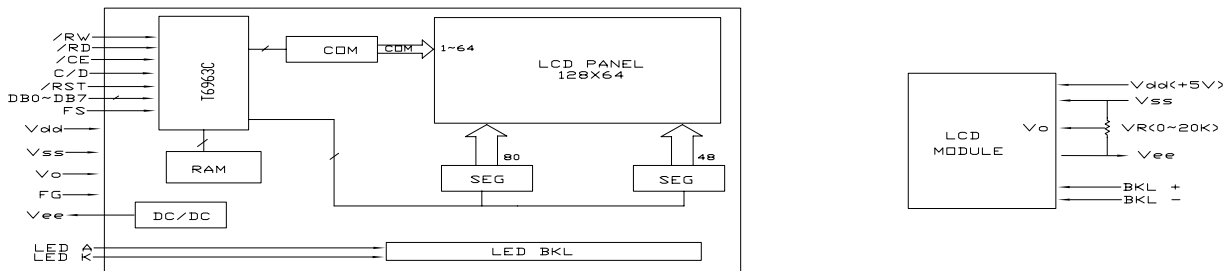 /RW
/RD
/CE
C/D
/RST
DB0~DB7
FS
Vdd
Vss
Vo
FG
Vee
LED A
LED K
T6963C
RAM
DC/DC
COM
COM
1~64
LCD PANEL
128X64
80
48
SEG
SEG
LED BKL
LCD
MODULE
Vo
Vdd(+5V)
Vss
VR(0~20K)
Vee
BKL +
BKL -